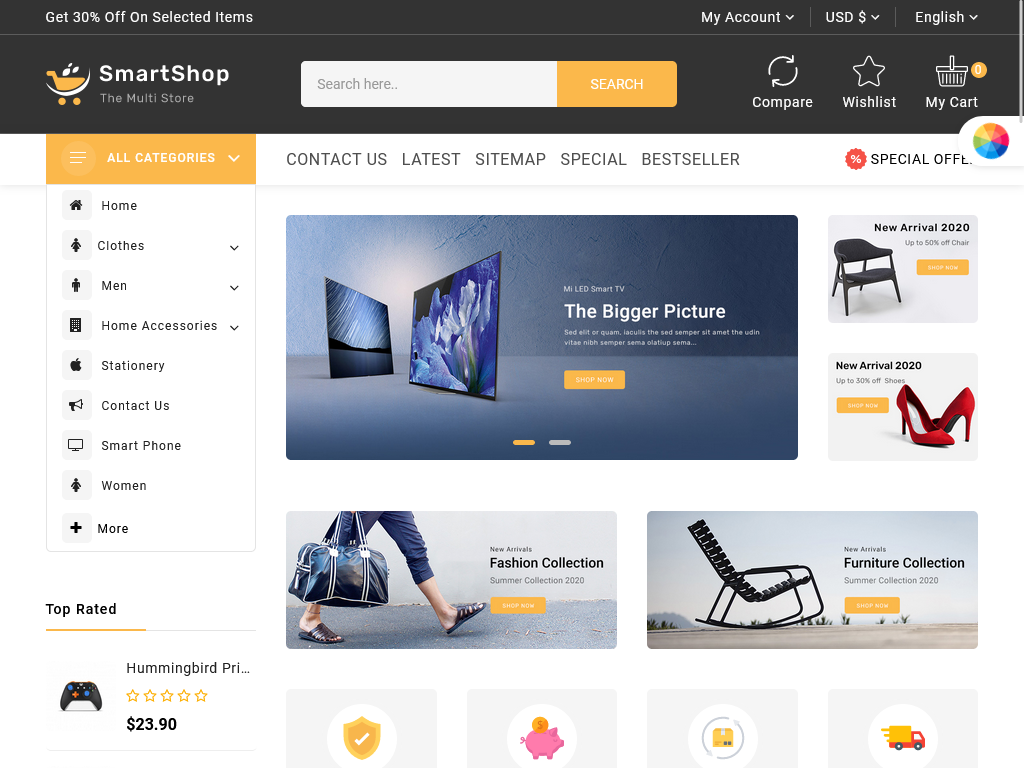 Get 30% Off On Selected Items
My Account
USD $
English
SmartShop
The Multi Store
Search here..
SEARCH
Compare
Wishlist
0
My Cart
ALL CATEGORIES
CONTACT US
LATEST
SITEMAP
SPECIAL
BESTSELLER
%
SPECIAL OFFE
Home
Clothes
Men
Home Accessories
Stationery
Contact Us
Smart Phone
Women
More
Mi LED Smart TV
The Bigger Picture
Sed elit or quam, iaculis the sed semper sit amet the udin
vitae nibh semper sema olatiup sema...
SHOP NOW
New Arrival 2020
Up to 50% off Chair
SHOP NOW
New Arrival 2020
Up to 30% off Shoes
SHOP NOW
New Arrivals
Fashion Collection
Summer Collection 2020
SHOP NOW
New Arrivals
Furniture Collection
Summer Collection 2020
SHOP NOW
Top Rated
Hummingbird Pri...
$23.90
$